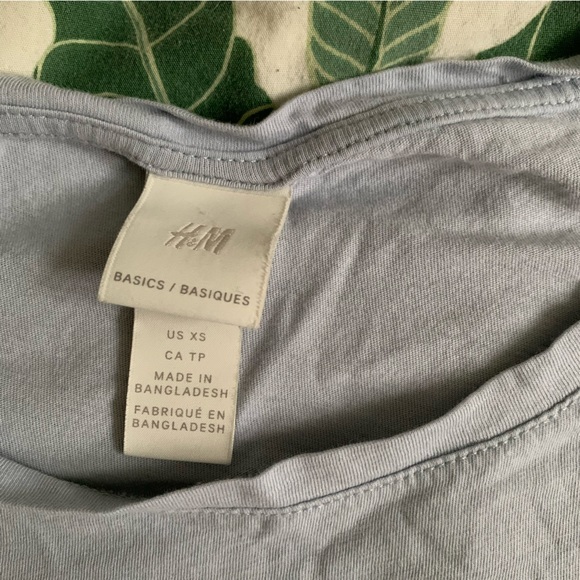 H&M
BASICS / BASIQUES
US XS
CA TP
MADE IN
BANGLADESH
FABRIQUÉ EN
BANGLADESH